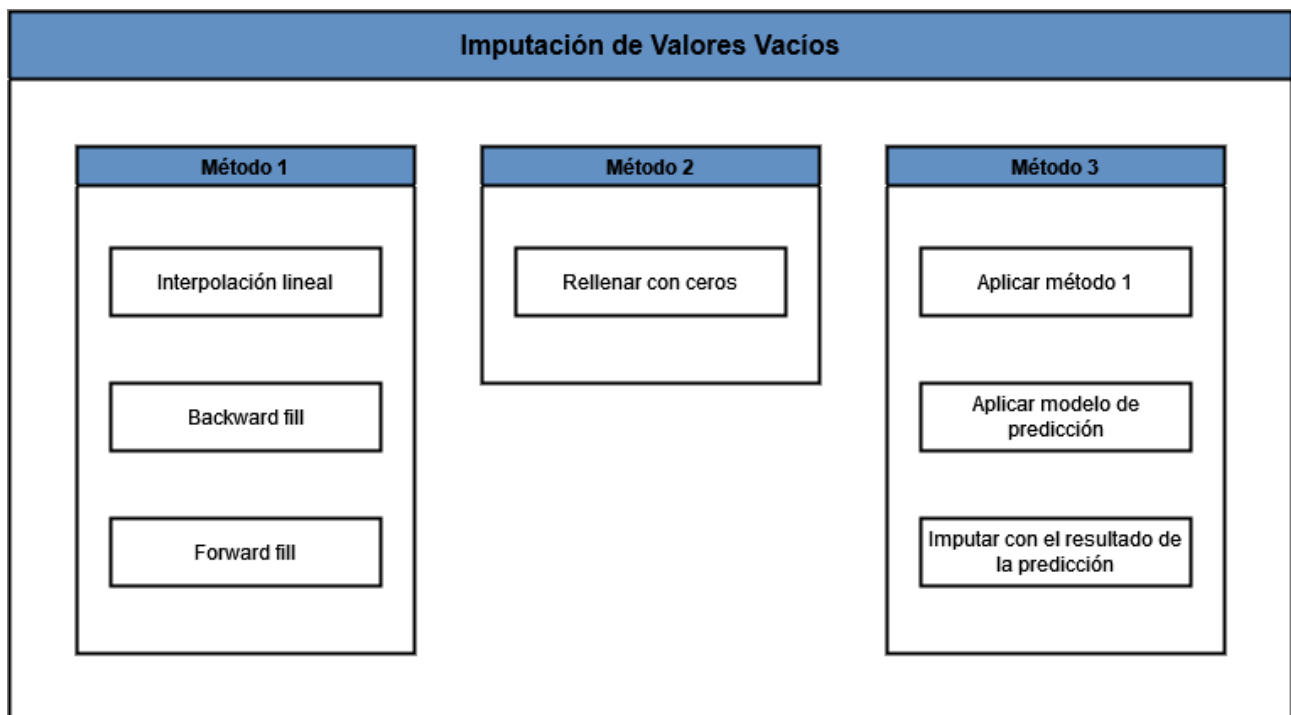 Imputación de Valores Vacíos
Método 1
Interpolación lineal
Backward fill
Forward fill
Método 2
Rellenar con ceros
Método 3
Aplicar método 1
Aplicar modelo de
predicción
Imputar con el resultado de
la predicción